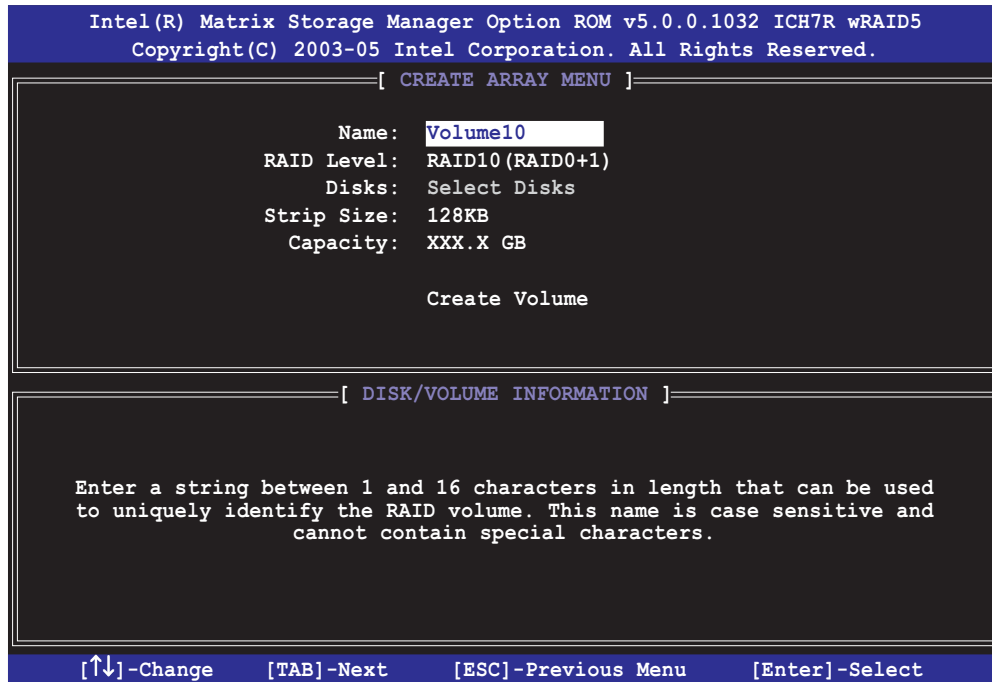 Intel(R) Matrix Storage Manager Option ROM v5.0.0.1032 ICH7R wRAID5
Copyright(C) 2003-05 Intel Corporation. All Rights Reserved.
[ CREATE ARRAY MENU ]
Name: Volume10
RAID Level: RAID10(RAID0+1)
Disks: Select Disks
Strip Size: 128KB
Capacity: XXX.X GB
Create Volume
[ DISK/VOLUME INFORMATION ]
Enter a string between 1 and 16 characters in length that can be used
to uniquely identify the RAID volume. This name is case sensitive and
cannot contain special characters.
[↑↓]-Change [TAB]-Next [ESC]-Previous Menu [Enter]-Select